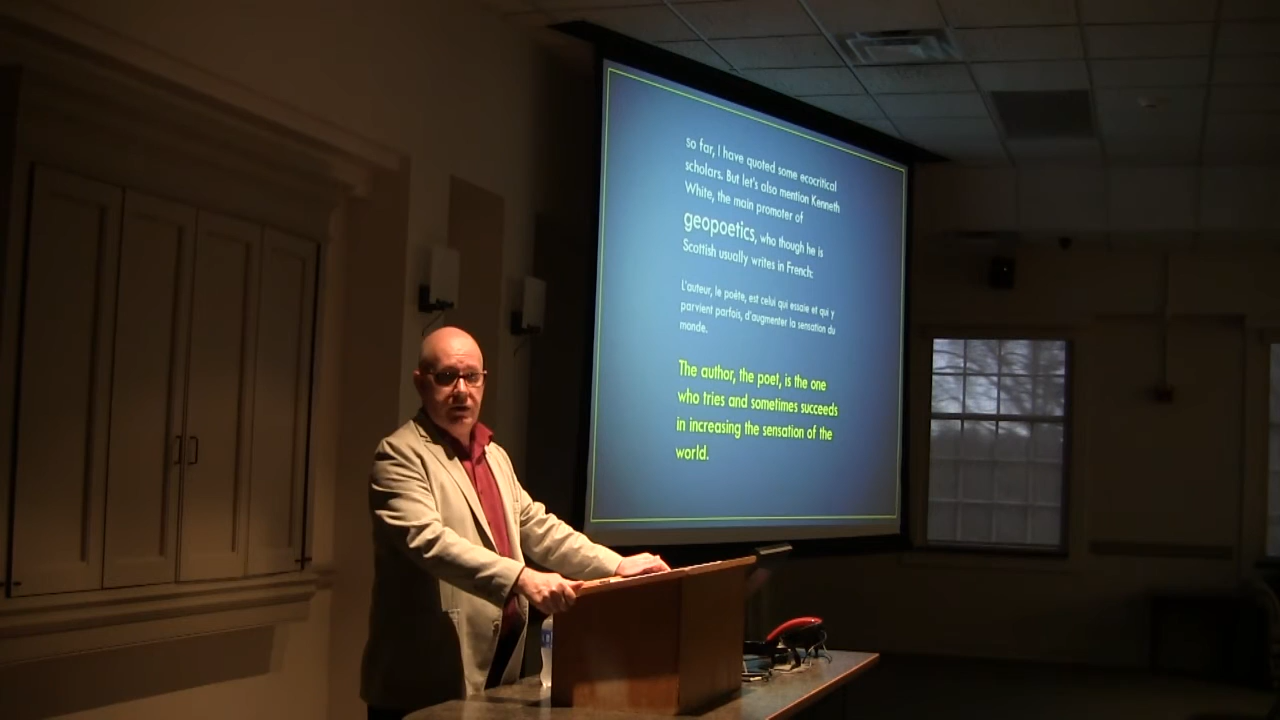 so far, I have quoted some ecocritical
scholars. But let's also mention Kenneth
White, the main promoter of
geopoetics, who though he is
Scottish usually writes in French:
L'auteur, le poète, est celui qui essaie et qui y
parvient parfois, d'augmenter la sensation du
monde.
The author, the poet, is the one
who tries and sometimes succeeds
in increasing the sensation of the
world.